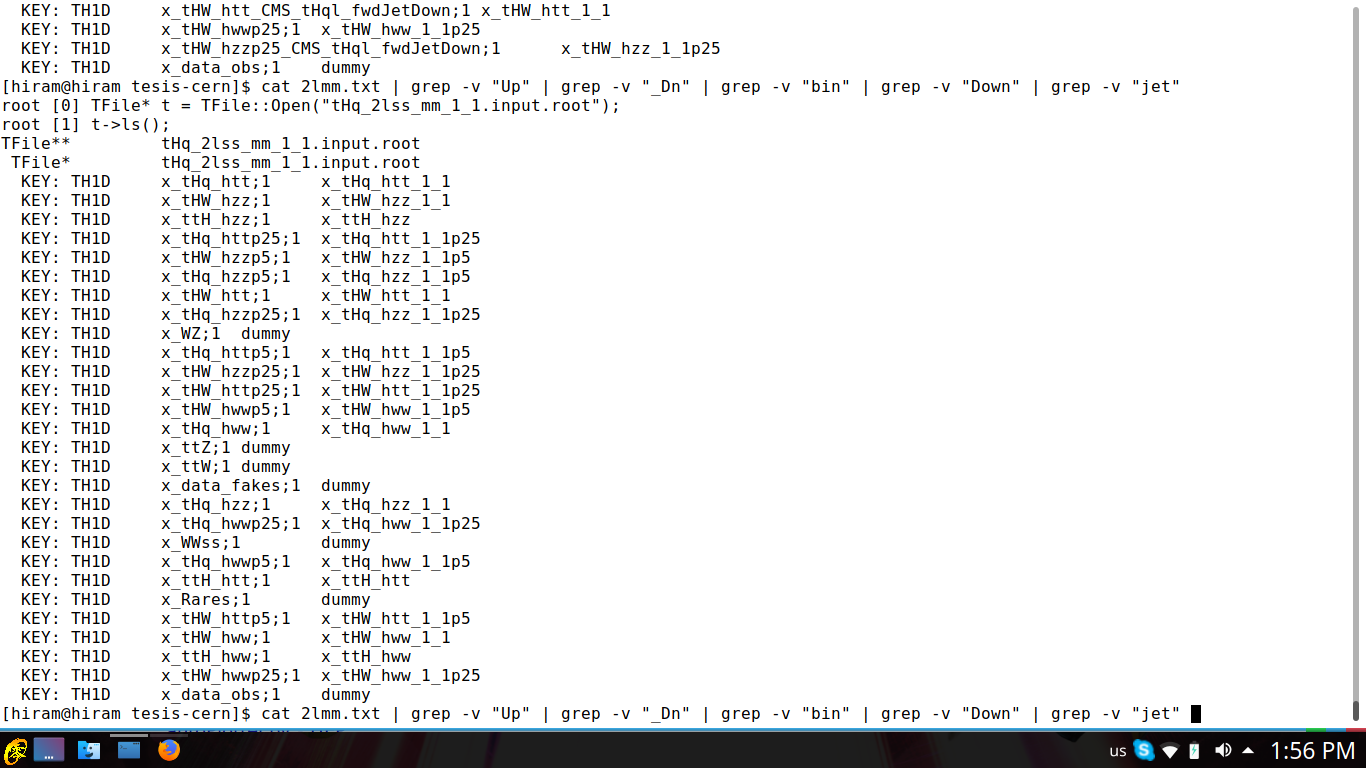 KEY: TH1D     x_tHW_htt_CMS_tHql_fwdJetDown;1 x_tHW_htt_1_1
  KEY: TH1D     x_tHW_hwwp25;1  x_tHW_hww_1_1p25
  KEY: TH1D     x_tHW_hzzp25_CMS_tHql_fwdJetDown;1      x_tHW_hzz_1_1p25
  KEY: TH1D     x_data_obs;1    dummy
[hiram@hiram tesis-cern]$ cat 2lmm.txt | grep -v "Up" | grep -v "_Dn" | grep -v "bin" | grep -v "Down" | grep -v "jet"
root [0] TFile* t = TFile::Open("tHq_2lss_mm_1_1.input.root");
root [1] t->ls();
TFile**         tHq_2lss_mm_1_1.input.root
 TFile*         tHq_2lss_mm_1_1.input.root
  KEY: TH1D     x_tHq_htt;1     x_tHq_htt_1_1
  KEY: TH1D     x_tHW_hzz;1     x_tHW_hzz_1_1
  KEY: TH1D     x_ttH_hzz;1     x_ttH_hzz
  KEY: TH1D     x_tHq_http25;1  x_tHq_htt_1_1p25
  KEY: TH1D     x_tHW_hzzp5;1   x_tHW_hzz_1_1p5
  KEY: TH1D     x_tHq_hzzp5;1   x_tHq_hzz_1_1p5
  KEY: TH1D     x_tHW_htt;1     x_tHW_htt_1_1
  KEY: TH1D     x_tHq_hzzp25;1  x_tHq_hzz_1_1p25
  KEY: TH1D     x_WZ;1  dummy
  KEY: TH1D     x_tHq_http5;1   x_tHq_htt_1_1p5
  KEY: TH1D     x_tHW_hzzp25;1  x_tHW_hzz_1_1p25
  KEY: TH1D     x_tHW_http25;1  x_tHW_htt_1_1p25
  KEY: TH1D     x_tHW_hwwp5;1   x_tHW_hww_1_1p5
  KEY: TH1D     x_tHq_hww;1     x_tHq_hww_1_1
  KEY: TH1D     x_ttZ;1 dummy
  KEY: TH1D     x_ttW;1 dummy
  KEY: TH1D     x_data_fakes;1  dummy
  KEY: TH1D     x_tHq_hzz;1     x_tHq_hzz_1_1
  KEY: TH1D     x_tHq_hwwp25;1  x_tHq_hww_1_1p25
  KEY: TH1D     x_WWss;1        dummy
  KEY: TH1D     x_tHq_hwwp5;1   x_tHq_hww_1_1p5
  KEY: TH1D     x_ttH_htt;1     x_ttH_htt
  KEY: TH1D     x_Rares;1       dummy
  KEY: TH1D     x_tHW_http5;1   x_tHW_htt_1_1p5
  KEY: TH1D     x_tHW_hww;1     x_tHW_hww_1_1
  KEY: TH1D     x_ttH_hww;1     x_ttH_hww
  KEY: TH1D     x_tHW_hwwp25;1  x_tHW_hww_1_1p25
  KEY: TH1D     x_data_obs;1    dummy
[hiram@hiram tesis-cern]$ cat 2lmm.txt | grep -v "Up" | grep -v "_Dn" | grep -v "bin" | grep -v "Down" | grep -v "jet"
us 1:56 PM